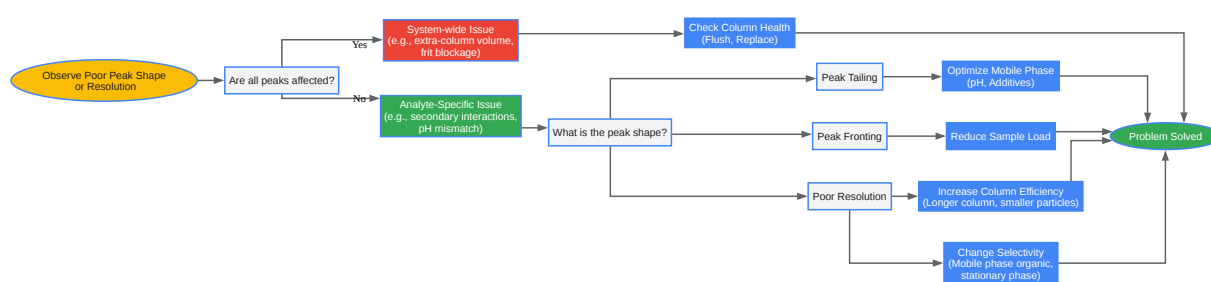 Observe Poor Peak Shape
or Resolution
Are all peaks affected?
Yes
No
System-wide Issue
(e.g., extra-column volume,
frit blockage)
Check Column Health
(Flush, Replace)
Analyte-Specific Issue
(e.g., secondary interactions,
pH mismatch)
What is the peak shape?
Peak Tailing
Optimize Mobile Phase
(pH, Additives)
Peak Fronting
Reduce Sample Load
Problem Solved
Poor Resolution
Increase Column Efficiency
(Longer column, smaller particles)
Change Selectivity
(Mobile phase organic,
stationary phase)